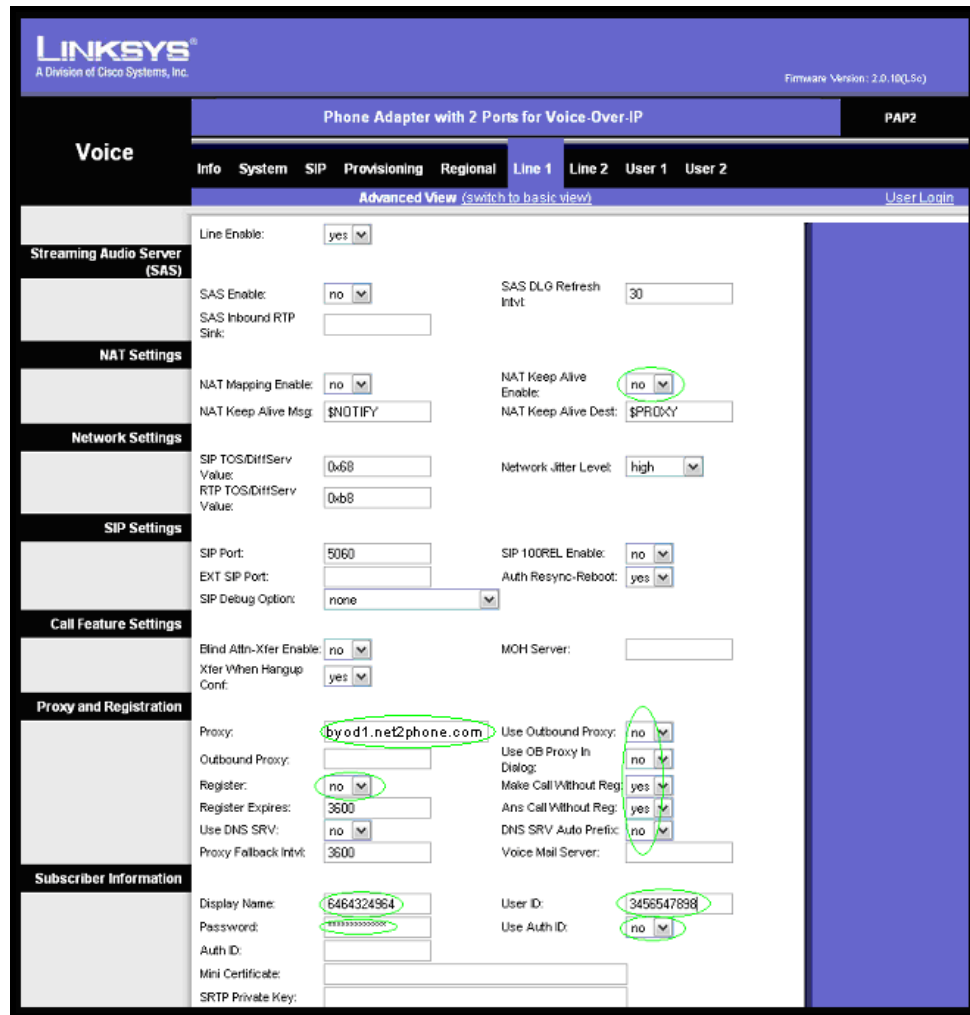 LINKSYS®
A Division of Cisco Systems, Inc.
Firmware Version: 2.0.10(LSc)
Phone Adapter with 2 Ports for Voice-Over-IP
PAP2
Voice
Info System SIP Provisioning Regional Line 1 Line 2 User 1 User 2
Advanced View (switch to basic view)
User Login
Line Enable: yes
Streaming Audio Server
(SAS)
SAS Enable: no
SAS DLG Refresh
Intvl: 30
SAS Inbound RTP
Sink:
NAT Settings
NAT Mapping Enable: no
NAT Keep Alive
Enable: no
NAT Keep Alive Msg: $NOTIFY
NAT Keep Alive Dest: $PROXY
Network Settings
SIP TOS/DiffServ
Value: 0x68
Network Jitter Level: high
RTP TOS/DiffServ
Value: 0xb8
SIP Settings
SIP Port: 5060
SIP 100REL Enable: no
EXT SIP Port:
Auth Resync-Reboot: yes
SIP Debug Option: none
Call Feature Settings
Blind Attn-Xfer Enable: no
MOH Server:
Xfer When Hangup
Conf: yes
Proxy and Registration
Proxy: byod1.net2phone.com
Use Outbound Proxy: no
Outbound Proxy:
Use OB Proxy In
Dialog: no
Register: no
Make Call Without Reg: yes
Register Expires: 3600
Ans Call Without Reg: yes
Use DNS SRV: no
DNS SRV Auto Prefix: no
Proxy Fallback Intvl: 3600
Voice Mail Server:
Subscriber Information
Display Name: 6464324964
User ID: 3456547898
Password: *************
Use Auth ID: no
Auth ID:
Mini Certificate:
SRTP Private Key: